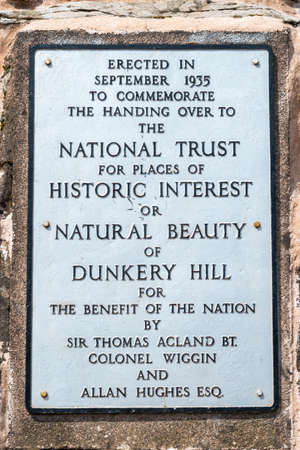 ERECTED IN
SEPTEMBER 1935
TO COMMEMORATE
THE HANDING OVER TO
THE
NATIONAL TRUST
FOR PLACES OF
HISTORIC INTEREST
OR
NATURAL BEAUTY
OF
DUNKERY HILL
FOR
THE BENEFIT OF THE NATION
BY
SIR THOMAS ACLAND BT.
COLONEL WIGGIN
AND
ALLAN HUGHES ESQ.